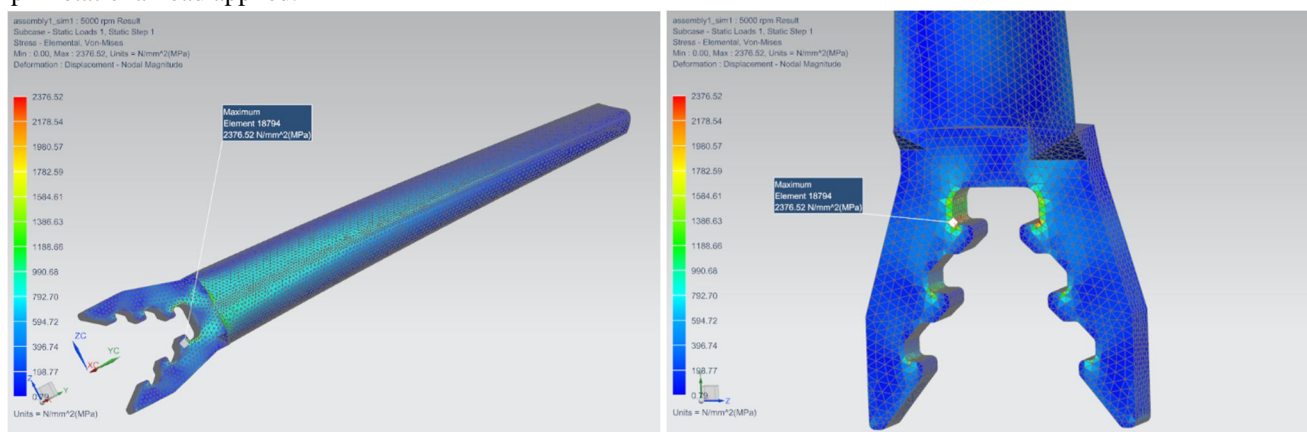 assembly1_sim1 : 5000 rpm Result
Subcase - Static Loads 1, Static Step 1
Stress - Elemental, Von-Mises
Min : 0.00, Max : 2376.52, Units = N/mm^2(MPa)
Deformation : Displacement - Nodal Magnitude
2376.52
2178.54
1980.57
1782.59
1584.61
1386.63
1188.66
990.68
792.70
594.72
396.74
198.77
0.79
Units = N/mm^2(MPa)
Maximum
Element 18794
2376.52 N/mm^2(MPa)
ZC
YC
XC
Z
Y
assembly1_sim1 : 5000 rpm Result
Subcase - Static Loads 1, Static Step 1
Stress - Elemental, Von-Mises
Min : 0.00, Max : 2376.52, Units = N/mm^2(MPa)
Deformation : Displacement - Nodal Magnitude
2376.52
2178.54
1980.57
1782.59
1584.61
1386.63
1188.66
990.68
792.70
594.72
396.74
198.77
0.79
Units = N/mm^2(MPa)
Maximum
Element 18794
2376.52 N/mm^2(MPa)
Z